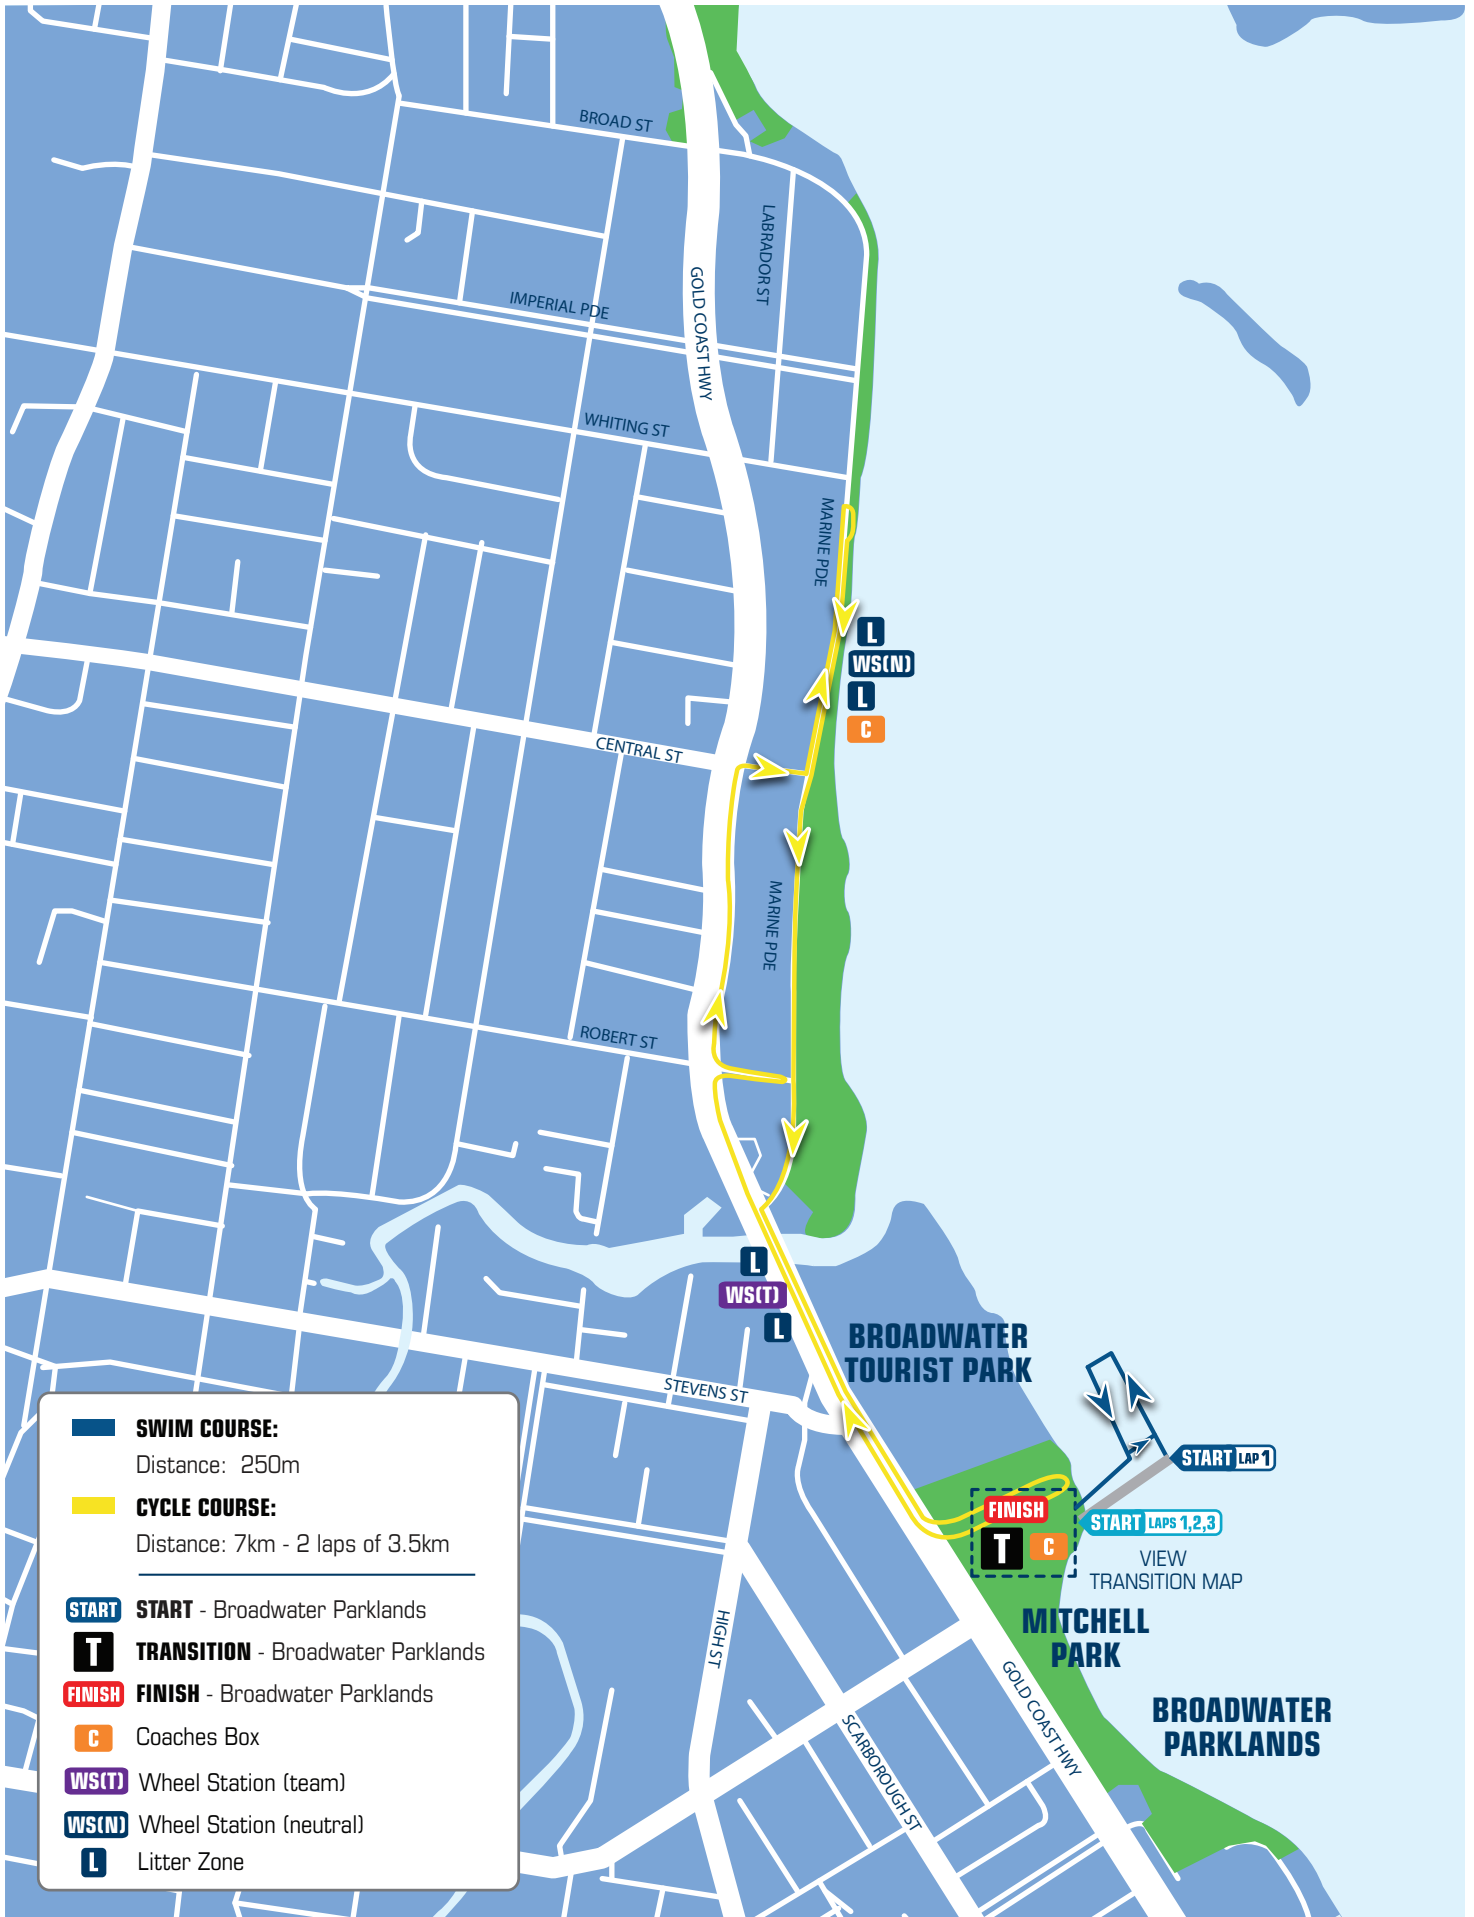 BROAD ST
LABRADOR ST
GOLD COAST HWY
IMPERIAL PDE
WHITING ST
MARINE PDE
L
WS(N)
L
C
CENTRAL ST
MARINE PDE
ROBERT ST
L
WS(T)
L
BROADWATER
TOURIST PARK
STEVENS ST
START LAP 1
FINISH
T C
START LAPS 1,2,3
VIEW
TRANSITION MAP
MITCHELL
PARK
HIGH ST
GOLD COAST HWY
SCARBOROUGH ST
BROADWATER
PARKLANDS
SWIM COURSE:
Distance: 250m
CYCLE COURSE:
Distance: 7km - 2 laps of 3.5km
START START - Broadwater Parklands
T TRANSITION - Broadwater Parklands
FINISH FINISH - Broadwater Parklands
C Coaches Box
WS(T) Wheel Station (team)
WS(N) Wheel Station (neutral)
L Litter Zone